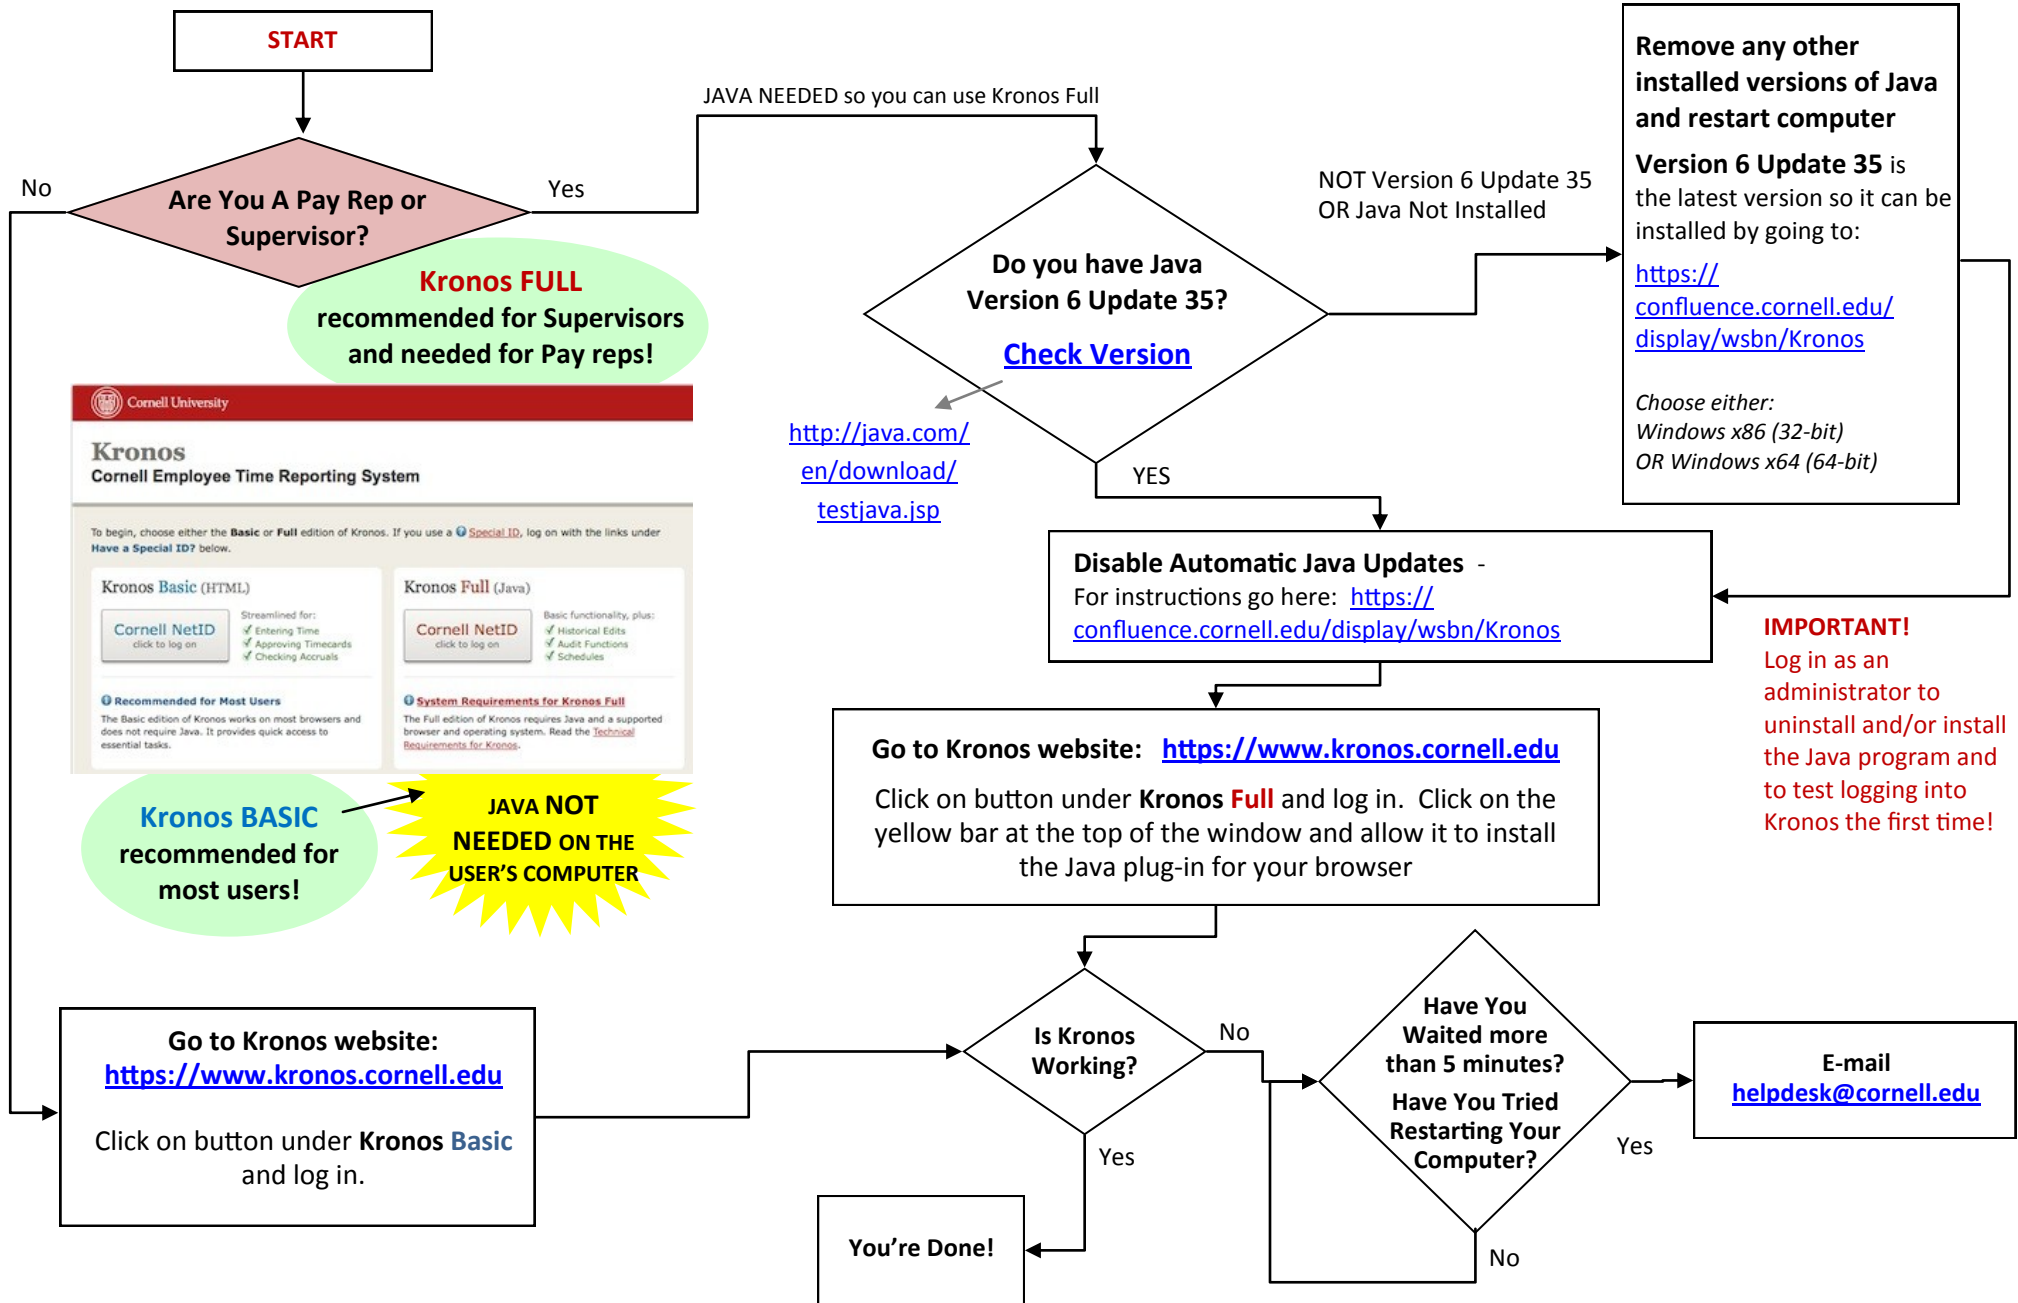 START
No
Are You A Pay Rep or
Supervisor?
Yes
JAVA NEEDED so you can use Kronos Full
Kronos FULL
recommended for Supervisors
and needed for Pay reps!
Do you have Java
Version 6 Update 35?
Check Version
http://java.com/
en/download/
testjava.jsp
YES
NOT Version 6 Update 35
OR Java Not Installed
Remove any other
installed versions of Java
and restart computer
Version 6 Update 35 is
the latest version so it can be
installed by going to:
https://
confluence.cornell.edu/
display/wsbn/Kronos
Choose either:
Windows x86 (32-bit)
OR Windows x64 (64-bit)
Cornell University
Kronos
Cornell Employee Time Reporting System
To begin, choose either the Basic or Full edition of Kronos. If you use a Special ID, log on with the links under
Have a Special ID? below.
Kronos Basic (HTML)
Cornell NetID
click to log on
Streamlined for:
Entering Time
Approving Timecards
Checking Accruals
Recommended for Most Users
The Basic edition of Kronos works on most browsers and
does not require Java. It provides quick access to
essential tasks.
Kronos Full (Java)
Cornell NetID
click to log on
Basic functionality, plus:
Historical Edits
Audit Functions
Schedules
System Requirements for Kronos Full
The Full edition of Kronos requires Java and a supported
browser and operating system. Read the Technical
Requirements for Kronos.
Disable Automatic Java Updates -
For instructions go here: https://
confluence.cornell.edu/display/wsbn/Kronos
IMPORTANT!
Log in as an
administrator to
uninstall and/or install
the Java program and
to test logging into
Kronos the first time!
Go to Kronos website: https://www.kronos.cornell.edu
Click on button under Kronos Full and log in. Click on the
yellow bar at the top of the window and allow it to install
the Java plug-in for your browser
Kronos BASIC
recommended for
most users!
JAVA NOT
NEEDED ON THE
USER'S COMPUTER
Go to Kronos website:
https://www.kronos.cornell.edu
Click on button under Kronos Basic
and log in.
Is Kronos
Working?
No
Yes
You're Done!
Have You
Waited more
than 5 minutes?
Have You Tried
Restarting Your
Computer?
Yes
No
E-mail
helpdesk@cornell.edu